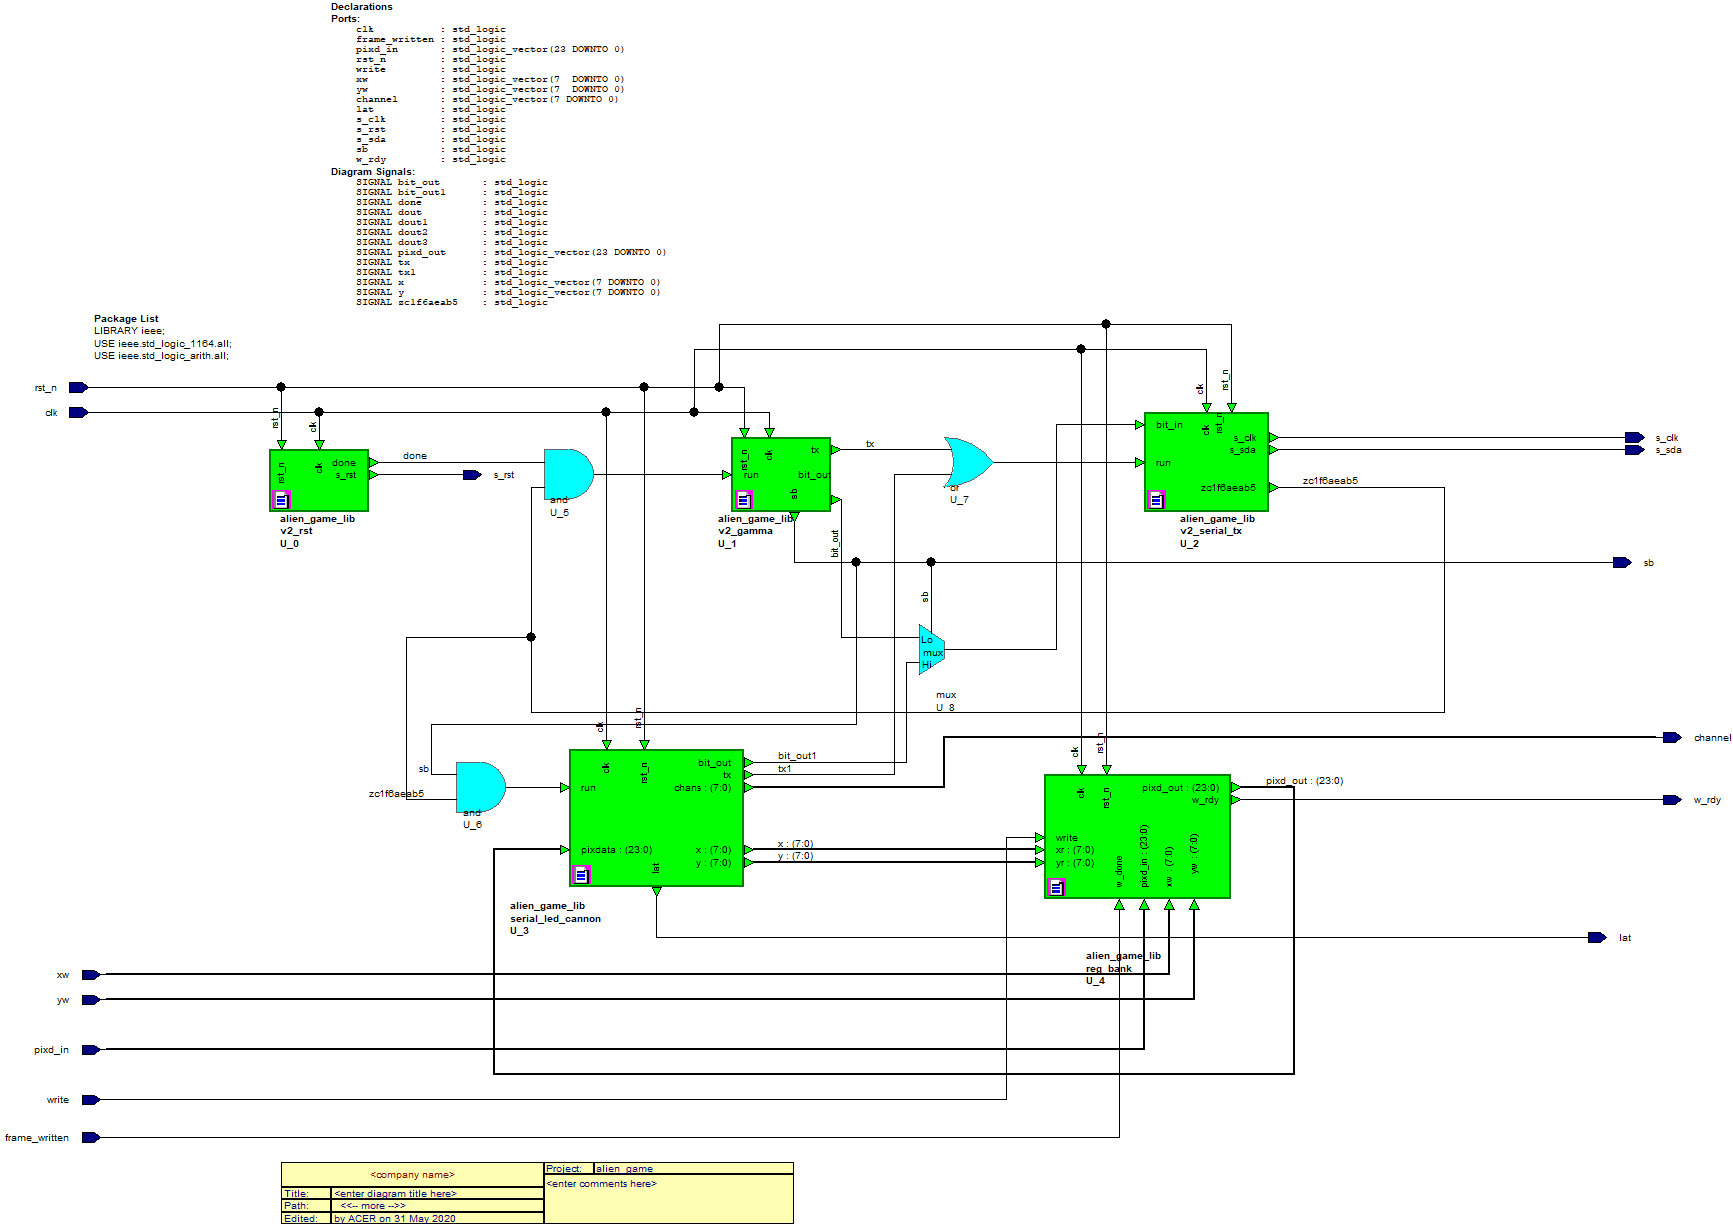 Declarations
Ports:
clk : std_logic
frame_written : std_logic
pixd_in : std_logic_vector(23 DOWNTO 0)
rst_n : std_logic
write : std_logic
xw : std_logic_vector(7 DOWNTO 0)
yw : std_logic_vector(7 DOWNTO 0)
channel : std_logic_vector(7 DOWNTO 0)
lat : std_logic
s_clk : std_logic
s_rst : std_logic
s_sda : std_logic
sb : std_logic
w_rdy : std_logic
Diagram Signals:
SIGNAL bit_out : std_logic
SIGNAL bit_out1 : std_logic
SIGNAL done : std_logic
SIGNAL dout : std_logic
SIGNAL dout1 : std_logic
SIGNAL dout2 : std_logic
SIGNAL dout3 : std_logic
SIGNAL pixd_out : std_logic_vector(23 DOWNTO 0)
SIGNAL tx : std_logic
SIGNAL tx1 : std_logic
SIGNAL x : std_logic_vector(7 DOWNTO 0)
SIGNAL y : std_logic_vector(7 DOWNTO 0)
SIGNAL zc1f6aeab5 : std_logic
Package List
LIBRARY ieee;
USE ieee.std_logic_1164.all;
USE ieee.std_logic_arith.all;
rst_n
clk
rst_n
clk
rst_n
clk
done
s_rst
alien_game_lib
v2_rst
U_0
done
s_rst
and
U_5
rst_n
clk
run
tx
bit_out
sb
alien_game_lib
v2_gamma
U_1
tx
bit_out
or
U_7
clk
rst_n
clk
rst_n
bit_in
run
s_clk
s_sda
zc1f6aeab5
alien_game_lib
v2_serial_tx
U_2
s_clk
s_sda
zc1f6aeab5
sb
sb
Lo
mux
Hi
mux
U_8
sb
zc1f6aeab5
and
U_6
clk
rst_n
clk
rst_n
run
pixdata : (23:0)
bit_out
tx
chans : (7:0)
x : (7:0)
y : (7:0)
lat
alien_game_lib
serial_led_cannon
U_3
bit_out1
tx1
x : (7:0)
y : (7:0)
channel
clk
rst_n
clk
rst_n
pixd_out : (23:0)
w_rdy
write
xr : (7:0)
yr : (7:0)
w_done
pixd_in : (23:0)
xw : (7:0)
yw : (7:0)
alien_game_lib
reg_bank
U_4
pixd_out : (23:0)
w_rdy
lat
xw
yw
pixd_in
write
frame_written
<company name>
Project: alien_game
<enter comments here>
Title: <enter diagram title here>
Path: <<-- more -->>
Edited: by ACER on 31 May 2020